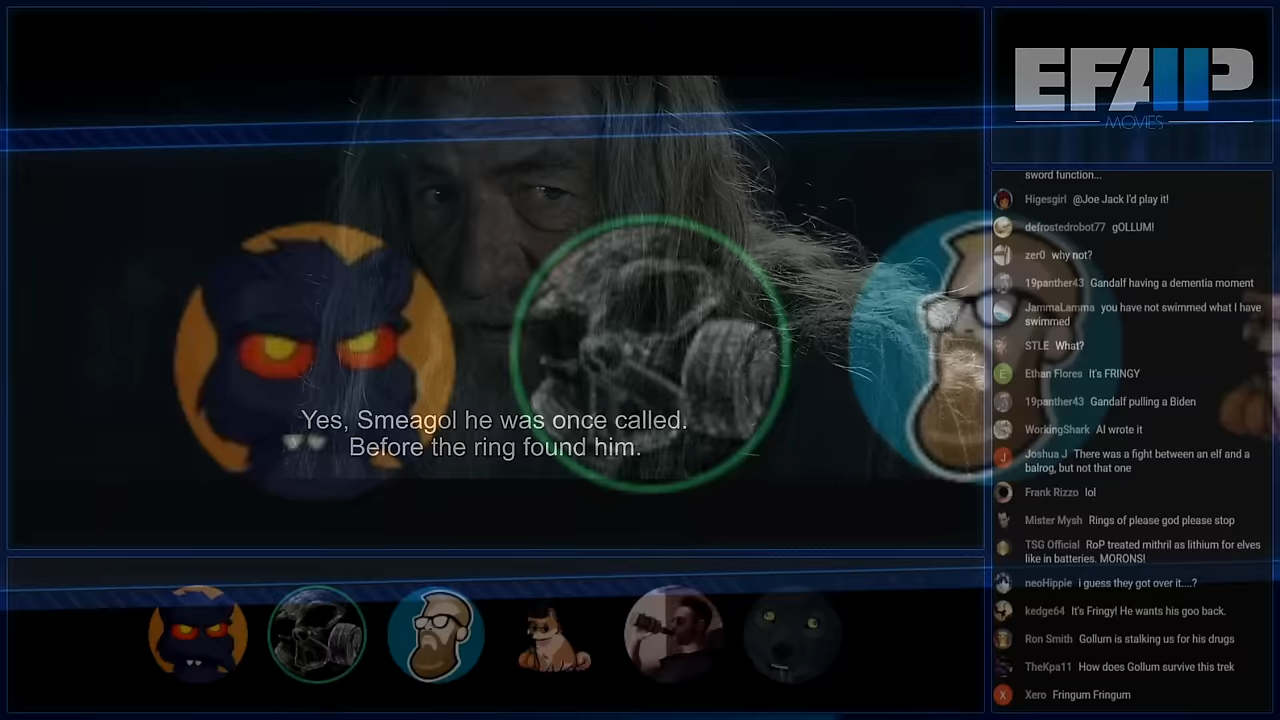 EFAP
MOVIES
Yes, Smeagol he was once called.
Before the ring found him.
sword function...
Higesgirl @Joe Jack I'd play it!
defrostedrobot77 gOLLUM!
zer0 why not?
19panther43 Gandalf having a dementia moment
JammaLamma you have not swimmed what I have
swimmed
STLE What?
E Ethan Flores It's FRINGY
19panther43 Gandalf pulling a Biden
WorkingShark AI wrote it
J Joshua J There was a fight between an elf and a
balrog, but not that one
Frank Rizzo lol
Mister Mysh Rings of please god please stop
TSG Official RoP treated mithril as lithium for elves
like in batteries. MORONS!
neoHippie i guess they got over it....?
kedge64 It's Fringy! He wants his goo back.
Ron Smith Gollum is stalking us for his drugs
TheKpa11 How does Gollum survive this trek
X Xero Fringum Fringum